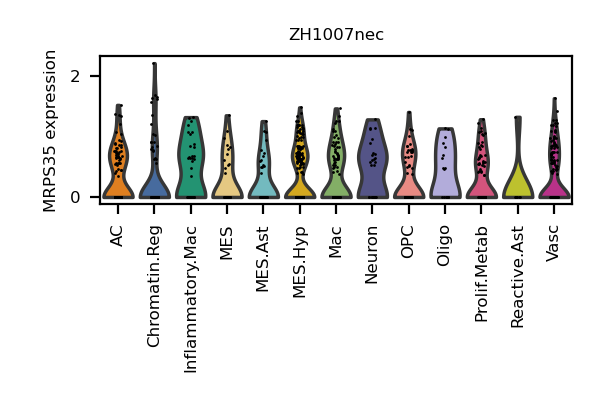 ZH1007nec
MRPS35 expression
2
0
AC
Chromatin.Reg
Inflammatory.Mac
MES
MES.Ast
MES.Hyp
Mac
Neuron
OPC
Oligo
Prolif.Metab
Reactive.Ast
Vasc